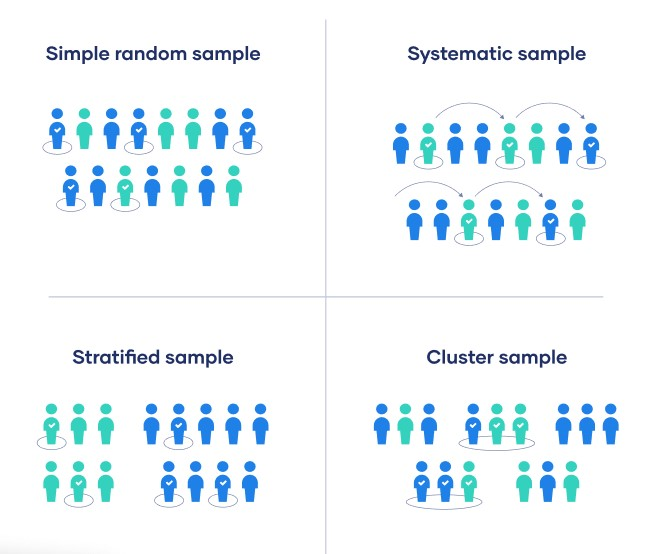 Simple random sample
Systematic sample
Stratified sample
Cluster sample